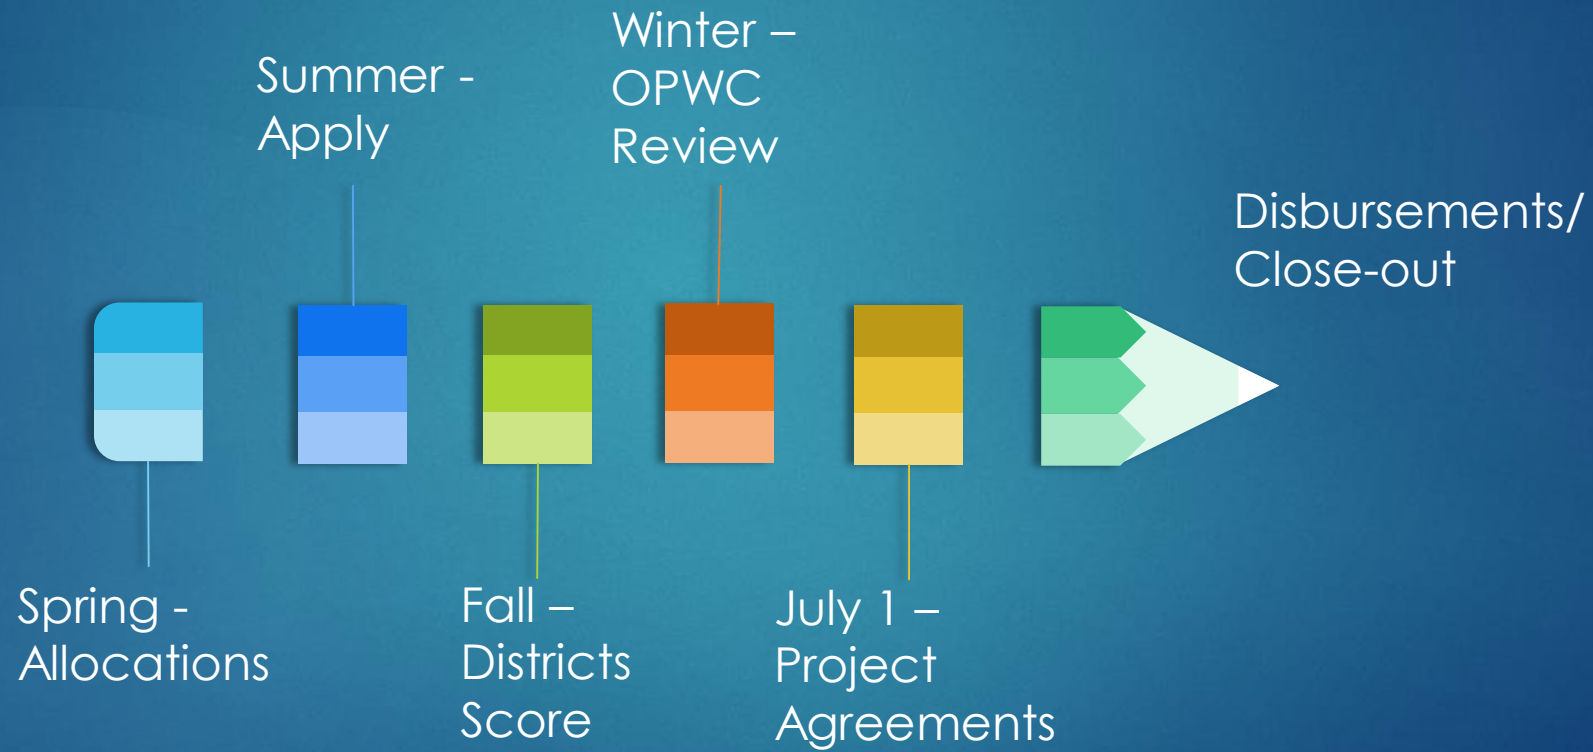 Spring -
Allocations
Summer -
Apply
Fall –
Districts
Score
Winter –
OPWC
Review
July 1 –
Project
Agreements
Disbursements/
Close-out